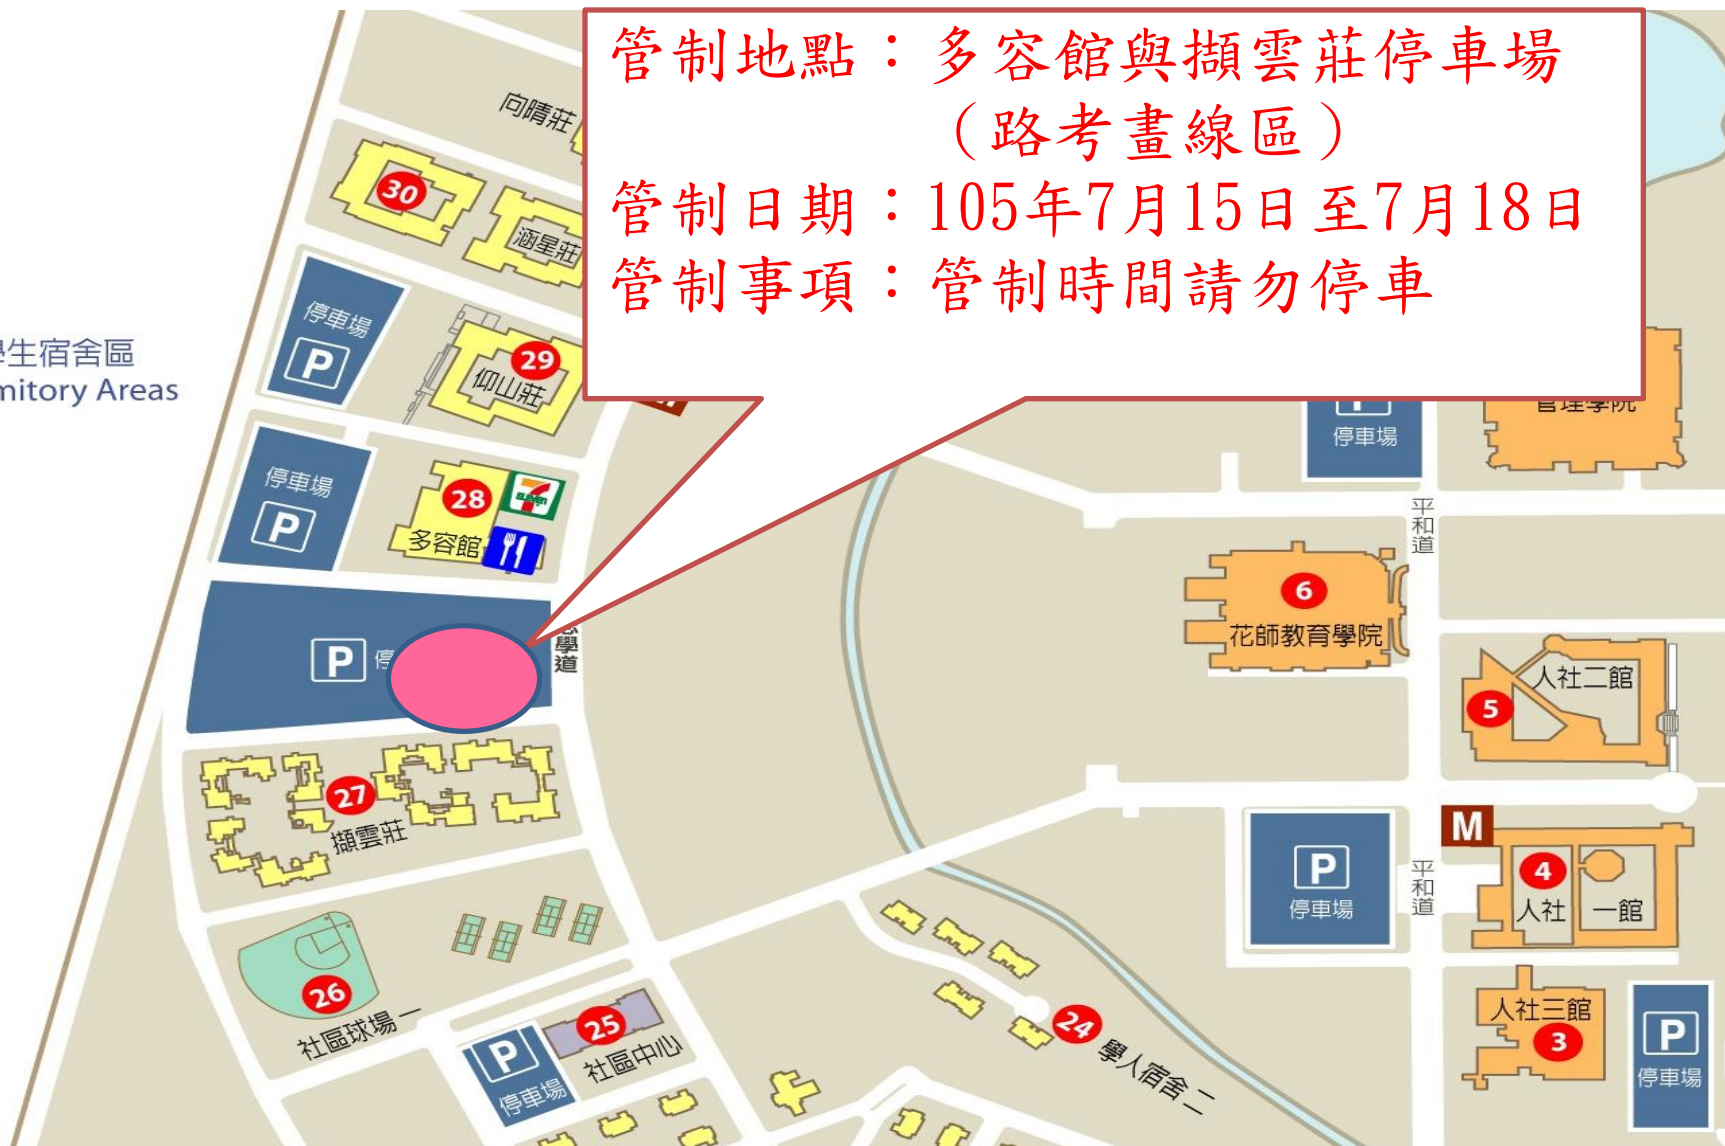 管制地點：多容館與擷雲莊停車場
（路考畫線區）
管制日期：105年7月15日至7月18日
管制事項：管制時間請勿停車
向晴莊
30
涵星莊
停車場
P
29
仰山莊
學生宿舍區
mitory Areas
管理學院
停車場
停車場
P
28
ELEVEN
多容館
平和道
6
花師教育學院
P
停
學道
人社二館
5
27
擷雲莊
M
P
停車場
平和道
4
人社
一館
26
社區球場一
25
社區中心
P
停車場
24
學人宿舍二
人社三館
3
P
停車場